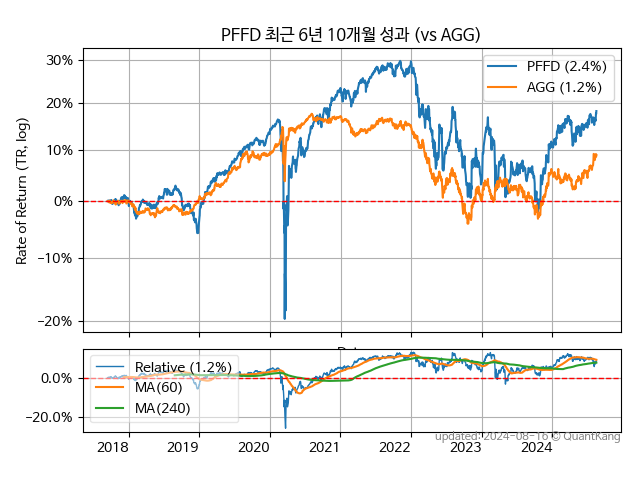 PFFD 최근 6년 10개월 성과 (vs AGG)
Rate of Return (TR, log)
30%
20%
10%
0%
−10%
−20%
PFFD (2.4%)
AGG (1.2%)
0.0%
−20.0%
Relative (1.2%)
MA(60)
MA(240)
2018 2019 2020 2021 2022 2023 2024
updated: 2024-08-16 © QuantKang